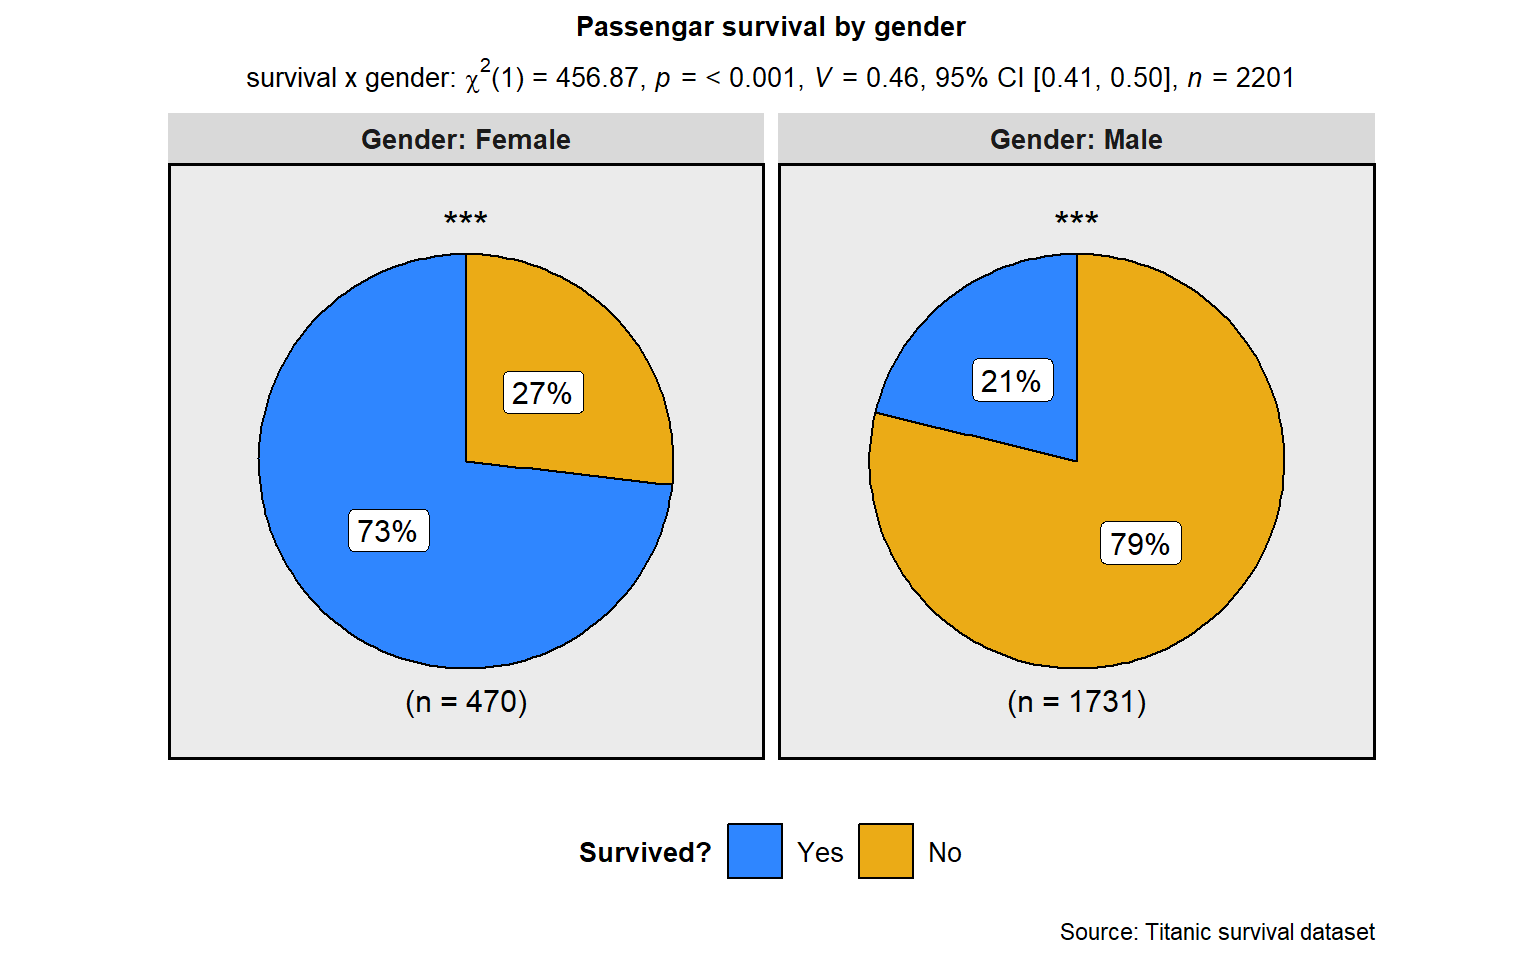 Passengar survival by gender
survival x gender: χ²(1) = 456.87, p = < 0.001, V = 0.46, 95% CI [0.41, 0.50], n = 2201
Gender: Female
***
27%
73%
(n = 470)
Gender: Male
***
21%
79%
(n = 1731)
Survived? Yes No
Source: Titanic survival dataset